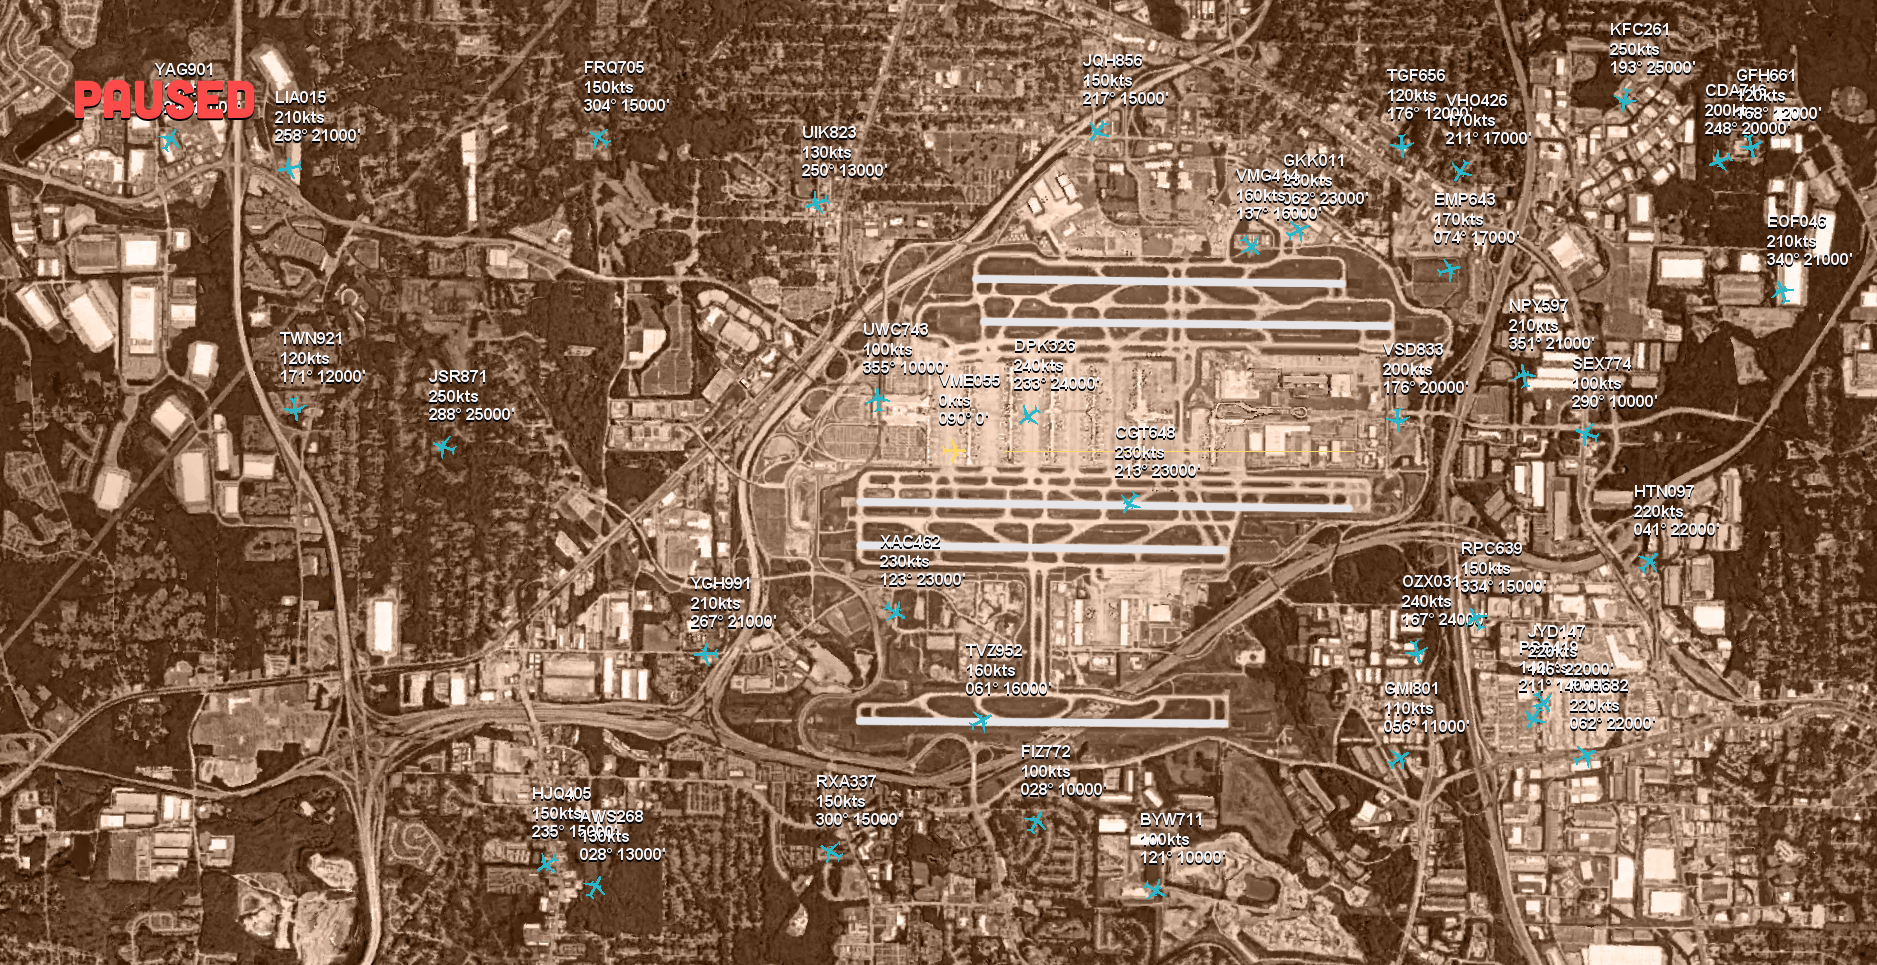 PAUSED
YAG901
LIA015
210kts
258° 21000'
FRQ705
150kts
304° 15000'
UIK823
130kts
250° 13000'
JQH856
150kts
217° 15000'
TGF656
120kts
176° 12000'
VHO426
170kts
211° 17000'
KFC261
250kts
193° 25000'
GFH661
120kts
CDA716
200kts
248° 20000'
GKK011
230kts
062° 23000'
VMG414
160kts
137° 16000'
EMP643
170kts
074° 17000'
EOF046
210kts
340° 21000'
NPY597
210kts
351° 21000'
TWN921
120kts
171° 12000'
JSR871
250kts
288° 25000'
UWC743
100kts
355° 10000'
VME055
0kts
090° 0'
DPK326
240kts
233° 24000'
VSD833
200kts
176° 20000'
SEX774
100kts
290° 10000'
CGT648
230kts
213° 23000'
HTN097
220kts
041° 22000'
XAC462
230kts
123° 23000'
RPC639
150kts
334° 15000'
OZX031
240kts
167° 24000'
YGH991
210kts
267° 21000'
JYD147
220kts
211° 14000'
220kts
062° 22000'
TVZ952
160kts
061° 16000'
GMI801
110kts
056° 11000'
FIZ772
100kts
028° 10000'
RXA337
150kts
300° 15000'
HJQ405
150kts
235° 15000'
AWS268
130kts
028° 13000'
BYW711
100kts
121° 10000'